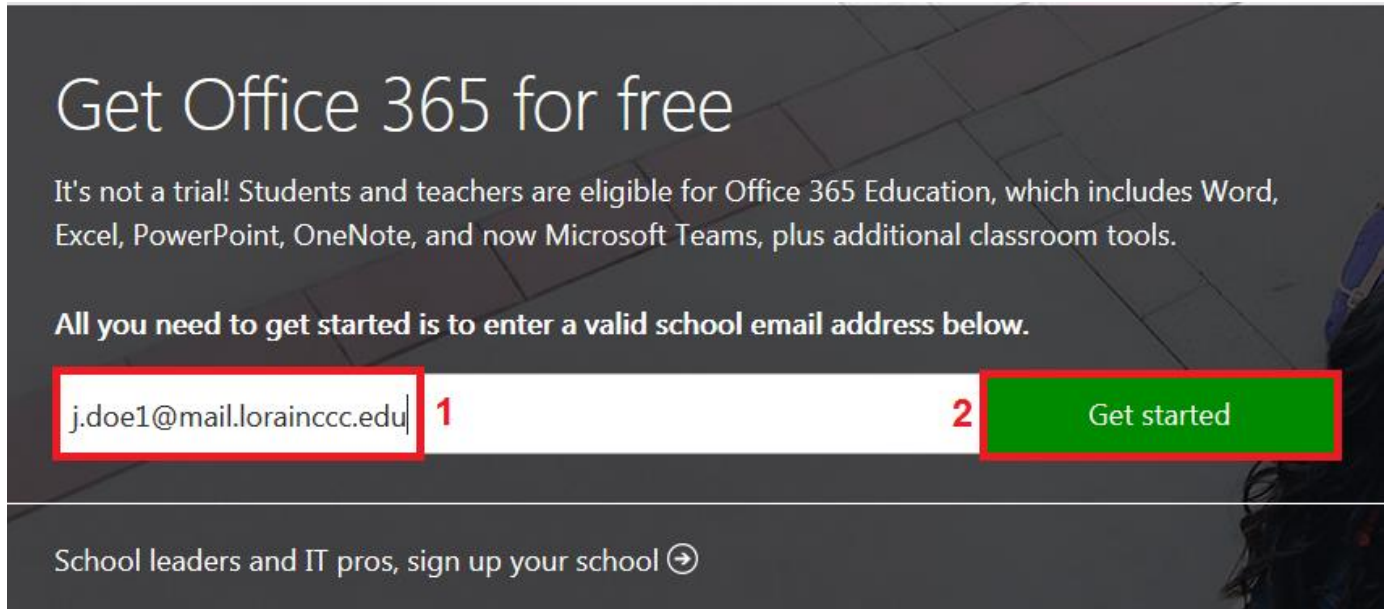 Get Office 365 for free
It's not a trial! Students and teachers are eligible for Office 365 Education, which includes Word,
Excel, PowerPoint, OneNote, and now Microsoft Teams, plus additional classroom tools.
All you need to get started is to enter a valid school email address below.
j.doe1@mail.lorainccc.edu 1 2 Get started
School leaders and IT pros, sign up your school